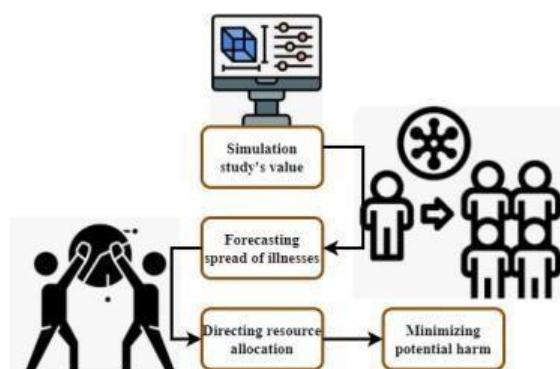 Simulation
study's value
Forecasting
spread of illnesses
Directing resource
allocation
Minimizing
potential harm